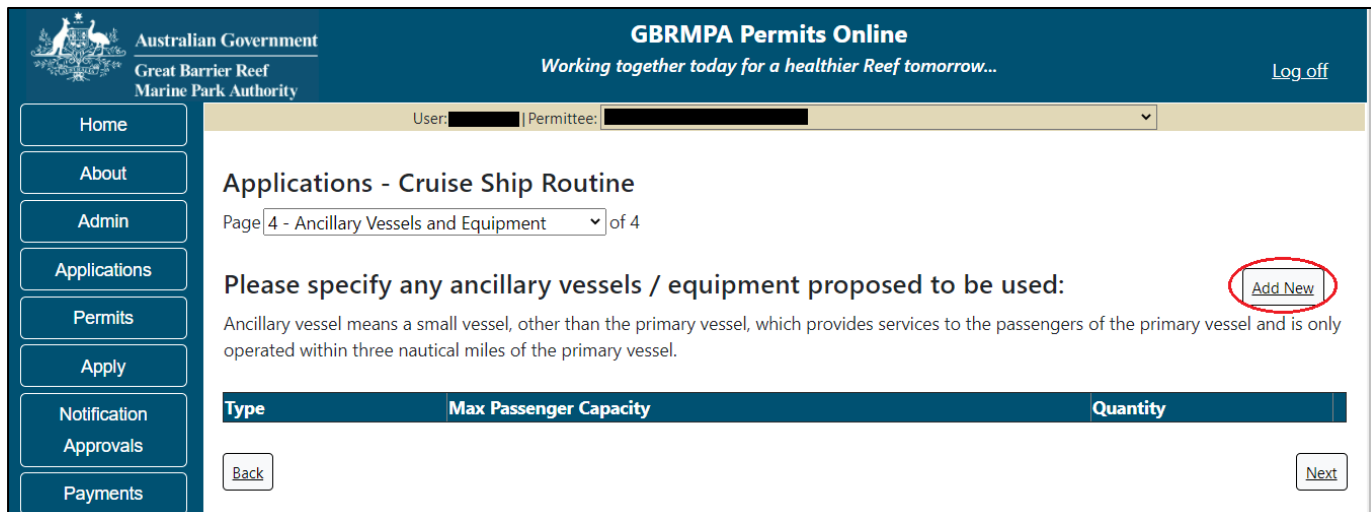 Australian Government
Great Barrier Reef
Marine Park Authority
GBRMPA Permits Online
Working together today for a healthier Reef tomorrow...
Log off
User: | Permittee:
Home
About
Admin
Applications
Permits
Apply
Notification
Approvals
Payments
Applications - Cruise Ship Routine
Page 4 - Ancillary Vessels and Equipment of 4
Please specify any ancillary vessels / equipment proposed to be used:
Add New
Ancillary vessel means a small vessel, other than the primary vessel, which provides services to the passengers of the primary vessel and is only
operated within three nautical miles of the primary vessel.
Type Max Passenger Capacity Quantity
Back
Next